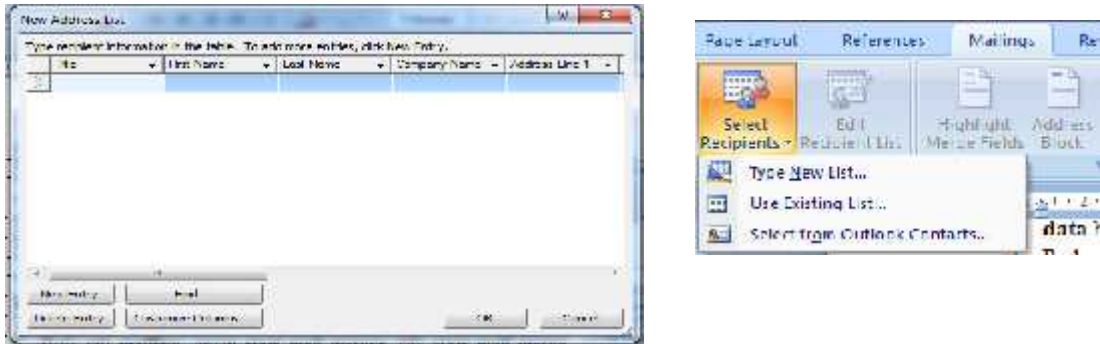 New Address List
Type recipient information in the table. To add more entries, click New Entry.
Title First Name Last Name Company Name Address Line 1
New Entry Find
Delete Entry Customize Columns
OK Cancel
Page Layout References Mailings Re
Select Recipients
Edit Recipient List
Highlight Merge Fields
Address Block
Type New List...
Use Existing List...
Select from Outlook Contacts...
data